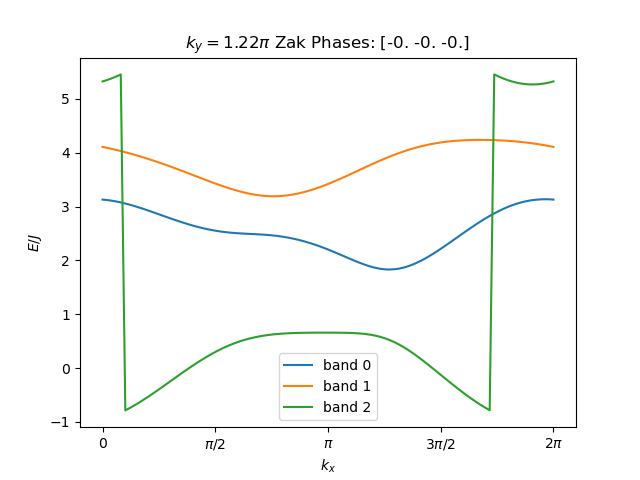 k_y = 1.22π Zak Phases: [-0. -0. -0.]
E/J
5
4
3
2
1
0
−1
band 0
band 1
band 2
0 π/2 π 3π/2 2π
k_x